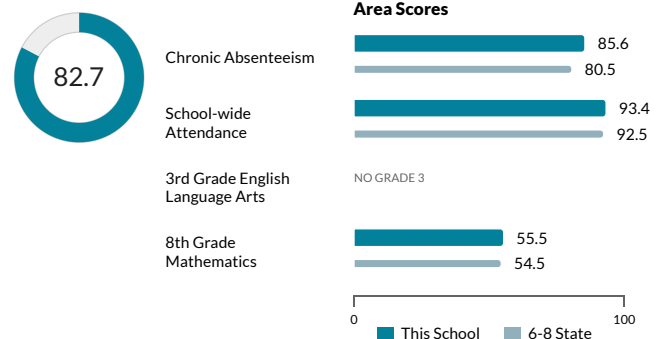 Area Scores
82.7
Chronic Absenteeism
85.6
80.5
School-wide
Attendance
93.4
92.5
3rd Grade English
Language Arts
NO GRADE 3
8th Grade
Mathematics
55.5
54.5
0 100
This School 6-8 State